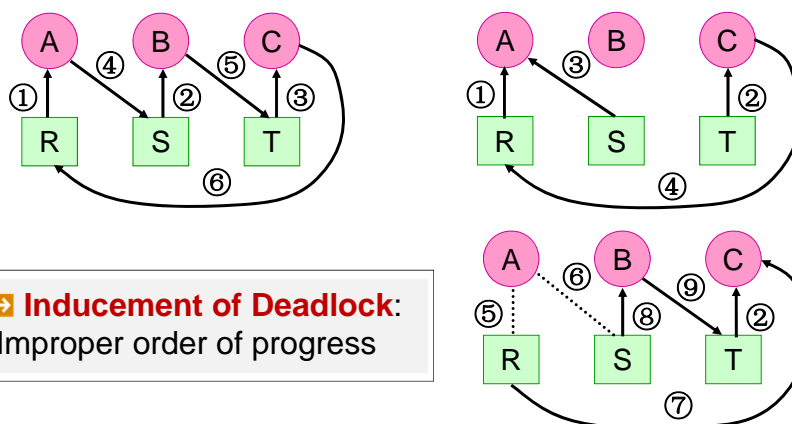 A B C
④ ⑤
① ② ③
R S T
⑥
A B C
③
① ②
R S T
④
Inducement of Deadlock:
Improper order of progress
A B C
⑥ ⑨
⑤ ⑧ ②
R S T
⑦